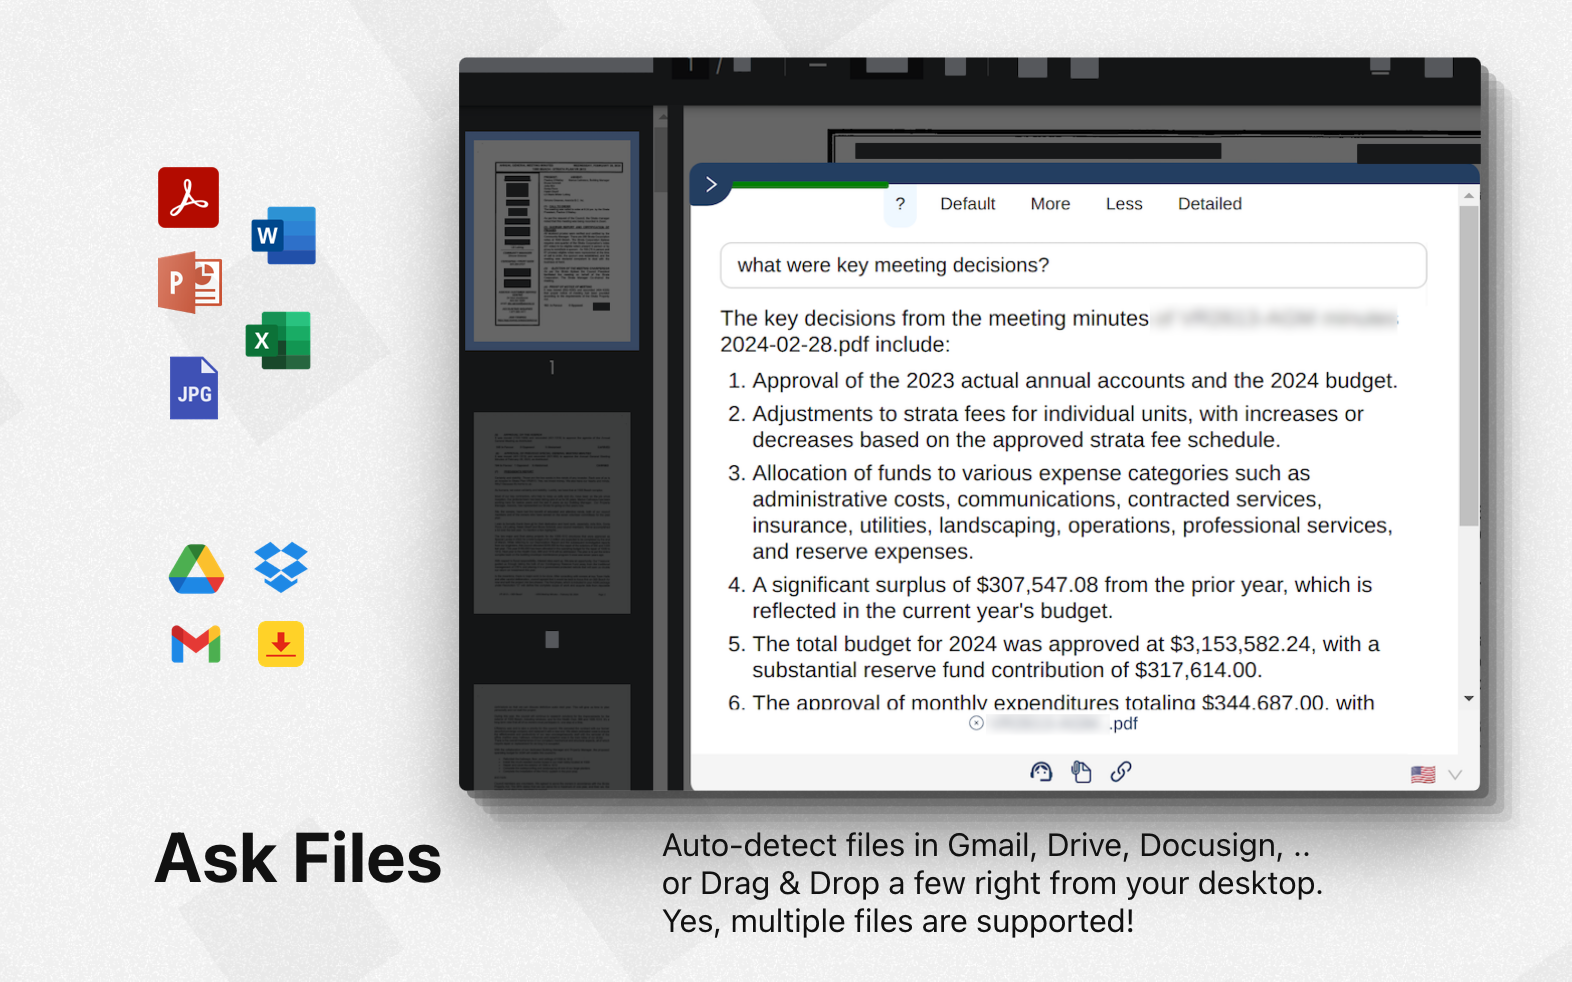 W
P
X
JPG
1 /
1
?
Default
More
Less
Detailed
what were key meeting decisions?
The key decisions from the meeting minutes
2024-02-28.pdf include:
1. Approval of the 2023 actual annual accounts and the 2024 budget.
2. Adjustments to strata fees for individual units, with increases or
decreases based on the approved strata fee schedule.
3. Allocation of funds to various expense categories such as
administrative costs, communications, contracted services,
insurance, utilities, landscaping, operations, professional services,
and reserve expenses.
4. A significant surplus of $307,547.08 from the prior year, which is
reflected in the current year's budget.
5. The total budget for 2024 was approved at $3,153,582.24, with a
substantial reserve fund contribution of $317,614.00.
6. The approval of monthly expenditures totaling $344,687.00, with
.pdf
Ask Files
Auto-detect files in Gmail, Drive, Docusign, ..
or Drag & Drop a few right from your desktop.
Yes, multiple files are supported!